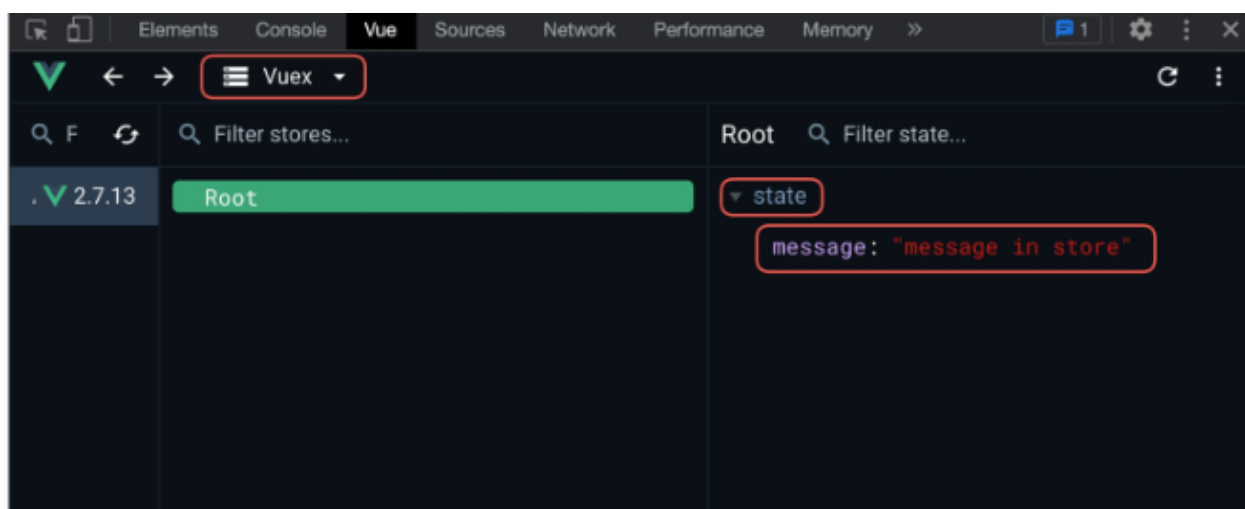 Elements Console Vue Sources Network Performance Memory » 1
Vuex
F Filter stores... Root Filter state...
2.7.13 Root state
message: "message in store"